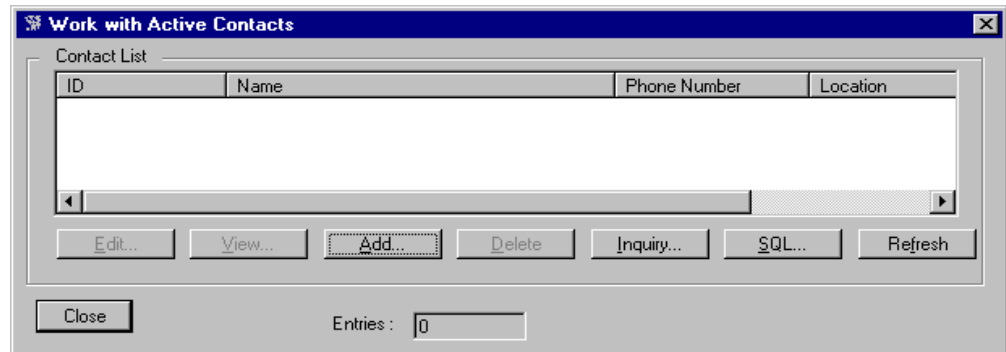 Work with Active Contacts
Contact List
ID Name Phone Number Location
Edit... View... Add... Delete Inquiry... SQL... Refresh
Close
Entries : 0